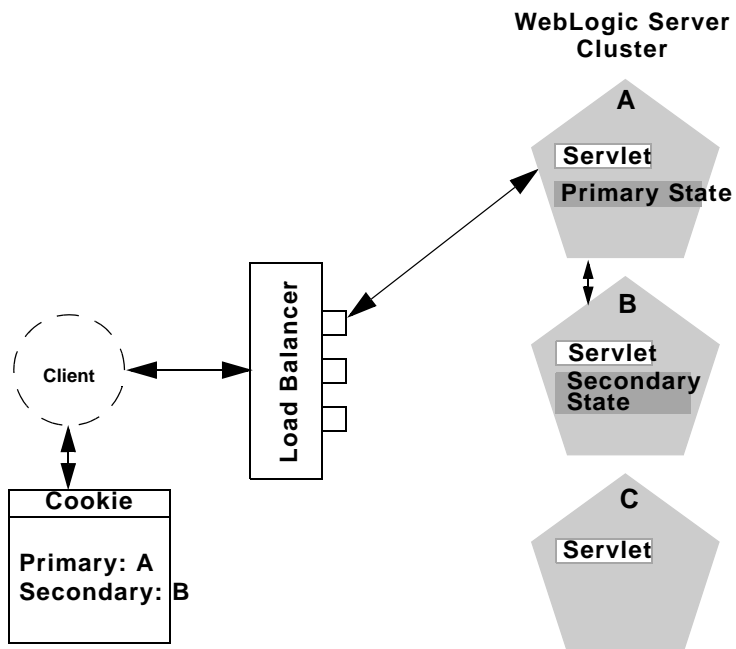 WebLogic Server
Cluster
A
Servlet
Primary State
Load Balancer
B
Servlet
Secondary
State
Client
Cookie
Primary: A
Secondary: B
C
Servlet